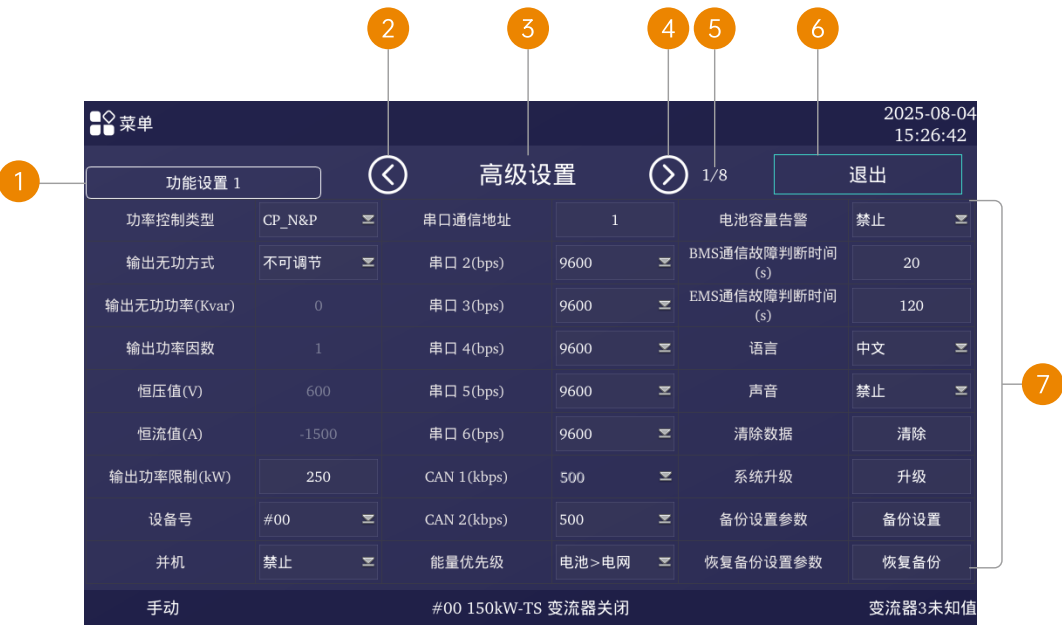 2
3
4
5
6
菜单
2025-08-04
15:26:42
1
功能设置 1
高级设置
1/8
退出
功率控制类型 CP_N&P 串口通信地址 1 电池容量告警 禁止
输出无功方式 不可调节 串口 2(bps) 9600 BMS通信故障判断时间
(s) 20
输出无功功率(Kvar) 0 串口 3(bps) 9600 EMS通信故障判断时间
(s) 120
输出功率因数 1 串口 4(bps) 9600 语言 中文
恒压值(V) 600 串口 5(bps) 9600 声音 禁止
7
恒流值(A) -1500 串口 6(bps) 9600 清除数据 清除
输出功率限制(kW) 250 CAN 1(kbps) 500 系统升级 升级
设备号 #00 CAN 2(kbps) 500 备份设置参数 备份设置
并机 禁止 能量优先级 电池>电网 恢复备份设置参数 恢复备份
手动 #00 150kW-TS 变流器关闭 变流器3未知值